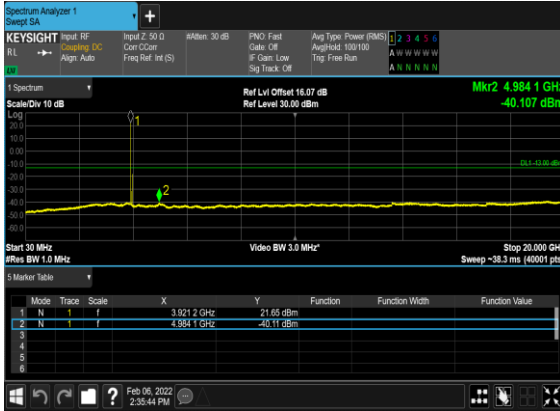 Spectrum Analyzer 1
Swept SA
KEYSIGHT Input: RF Input Z: 50 Ω #Atten: 30 dB PNO: Fast Avg Type: Power (RMS) 1 2 3 4 5 6
RL Coupling: DC Corr CCorr Gate: Off Avg|Hold: 100/100 A W W W W W
Align: Auto Freq Ref: Int (S) IF Gain: Low Trig: Free Run
Sig Track: Off A N N N N N
1 Spectrum Ref Lvl Offset 16.07 dB Mkr2 4.984 1 GHz
Scale/Div 10 dB Ref Level 30.00 dBm -40.107 dBm
Log
20.0
10.0
0.00
-10.0
-20.0
-30.0
-40.0
-50.0
-60.0
1
2
DL1 -13.00 dBm
Start 30 MHz Video BW 3.0 MHz* Stop 20.000 GH
#Res BW 1.0 MHz Sweep ~38.3 ms (40001 pts
5 Marker Table
Mode Trace Scale X Y Function Function Width Function Value
1 N 1 f 3.921 2 GHz 21.65 dBm
2 N 1 f 4.984 1 GHz -40.11 dBm
3
4
5
6
? Feb 06, 2022
2:35:44 PM